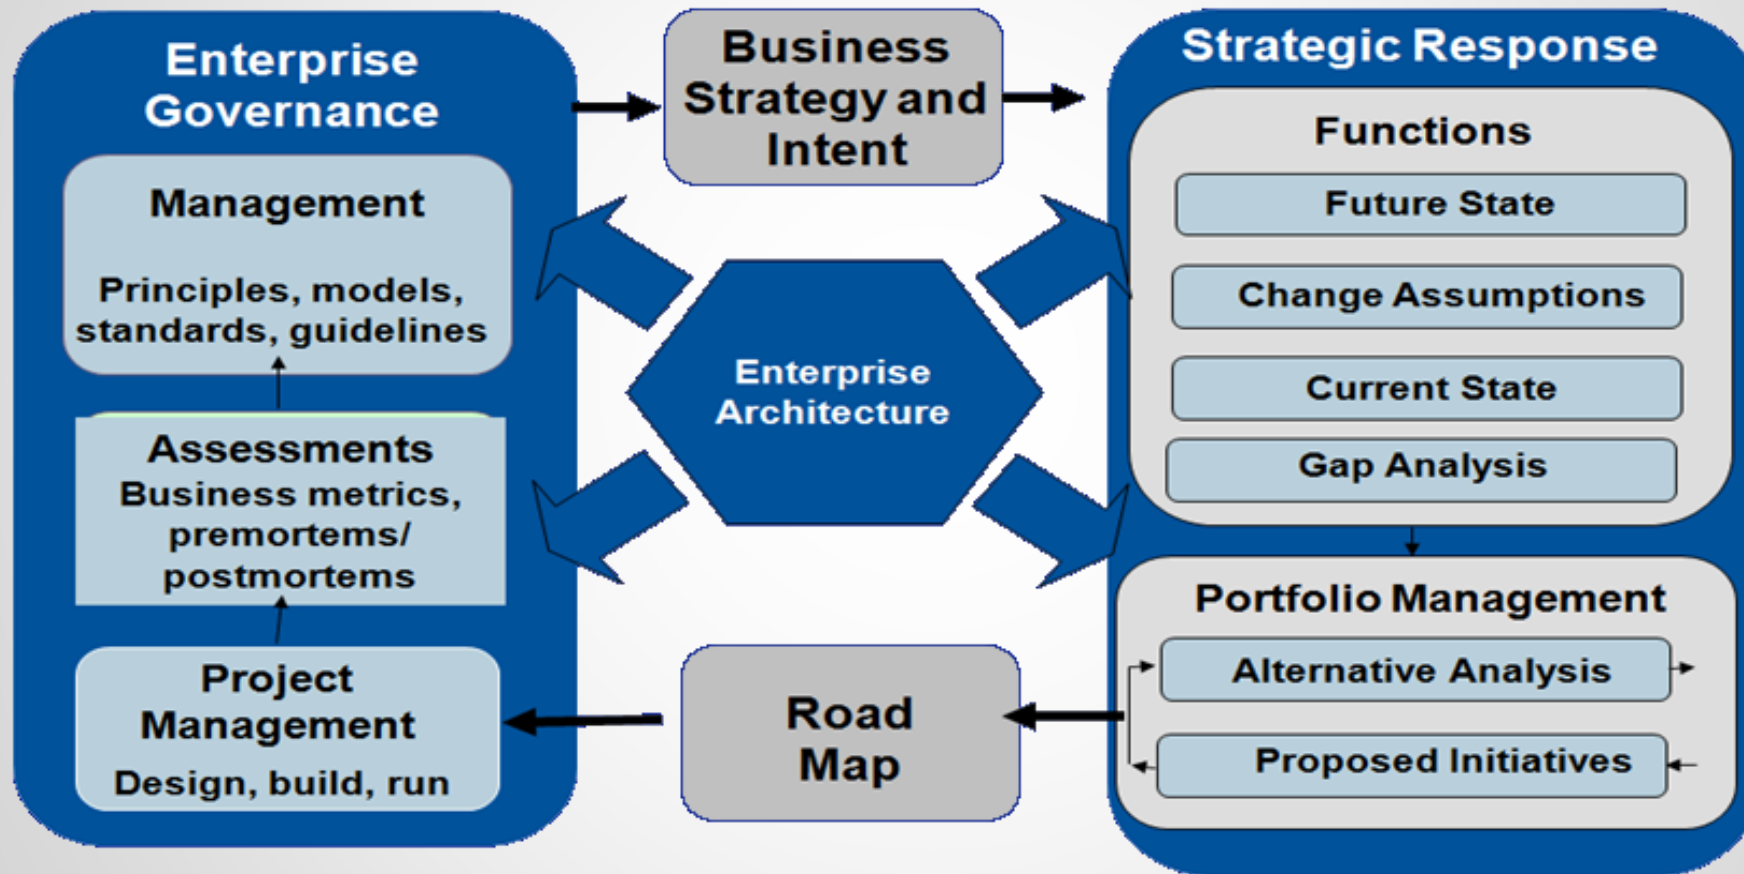 Enterprise
Governance
Management
Principles, models,
standards, guidelines
Assessments
Business metrics,
premortems/
postmortems
Project
Management
Design, build, run
Business
Strategy and
Intent
Enterprise
Architecture
Road
Map
Strategic Response
Functions
Future State
Change Assumptions
Current State
Gap Analysis
Portfolio Management
Alternative Analysis
Proposed Initiatives